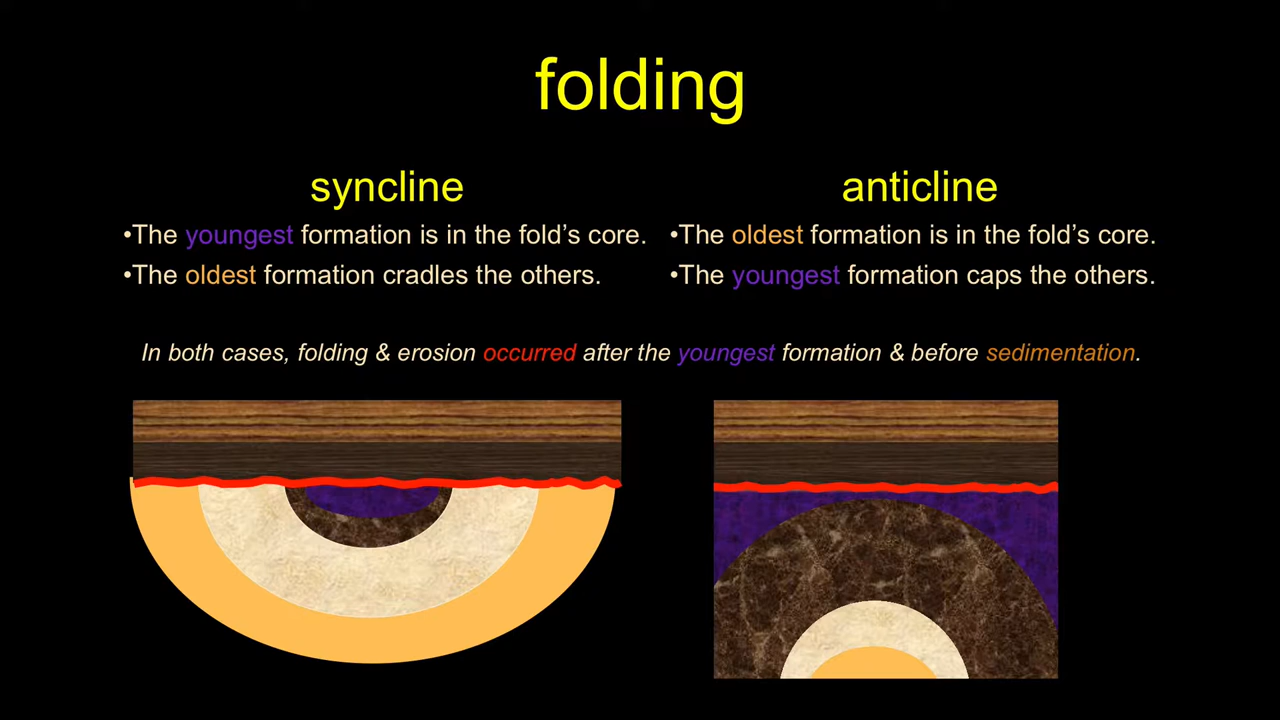 folding
syncline
•The youngest formation is in the fold’s core.
•The oldest formation cradles the others.
anticline
•The oldest formation is in the fold’s core.
•The youngest formation caps the others.
In both cases, folding & erosion occurred after the youngest formation & before sedimentation.